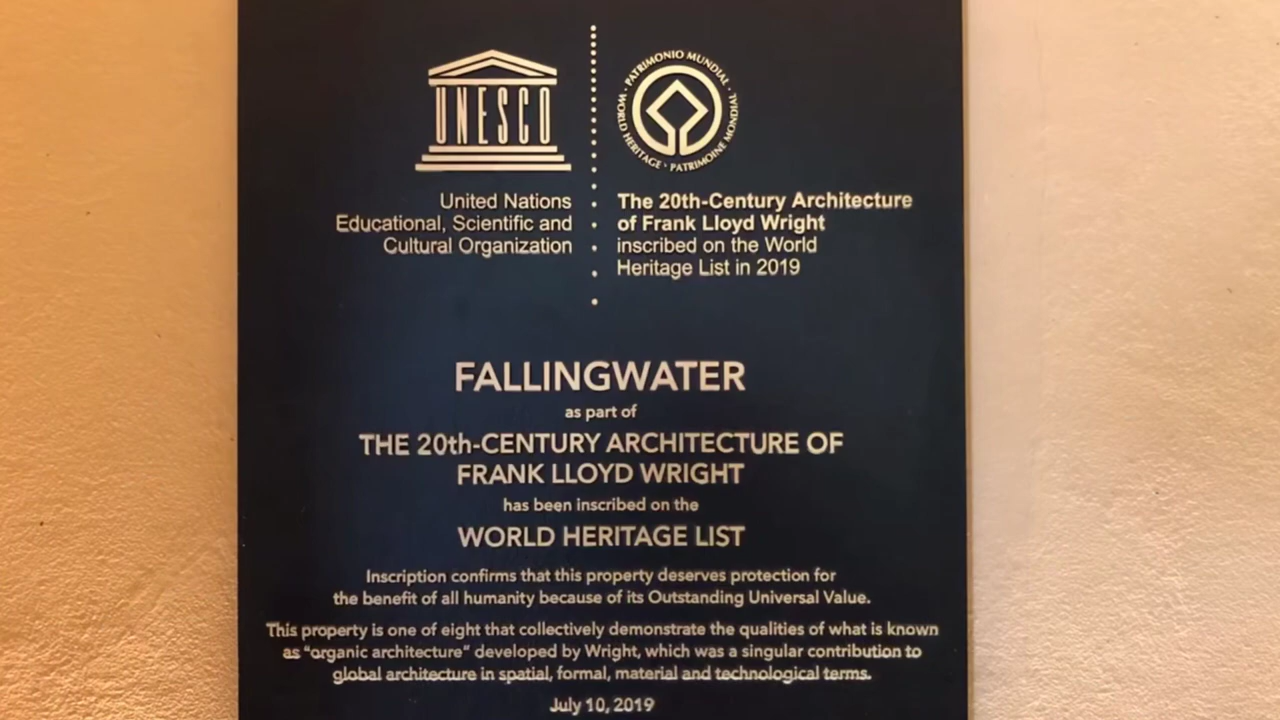 UNESCO
United Nations
Educational, Scientific and
Cultural Organization
PATRIMONIO MUNDIAL · WORLD HERITAGE · PATRIMOINE MONDIAL ·
The 20th-Century Architecture
of Frank Lloyd Wright
inscribed on the World
Heritage List in 2019
FALLINGWATER
as part of
THE 20th-CENTURY ARCHITECTURE OF
FRANK LLOYD WRIGHT
has been inscribed on the
WORLD HERITAGE LIST
Inscription confirms that this property deserves protection for
the benefit of all humanity because of its Outstanding Universal Value.
This property is one of eight that collectively demonstrate the qualities of what is known
as "organic architecture" developed by Wright, which was a singular contribution to
global architecture in spatial, formal, material and technological terms.
July 10, 2019